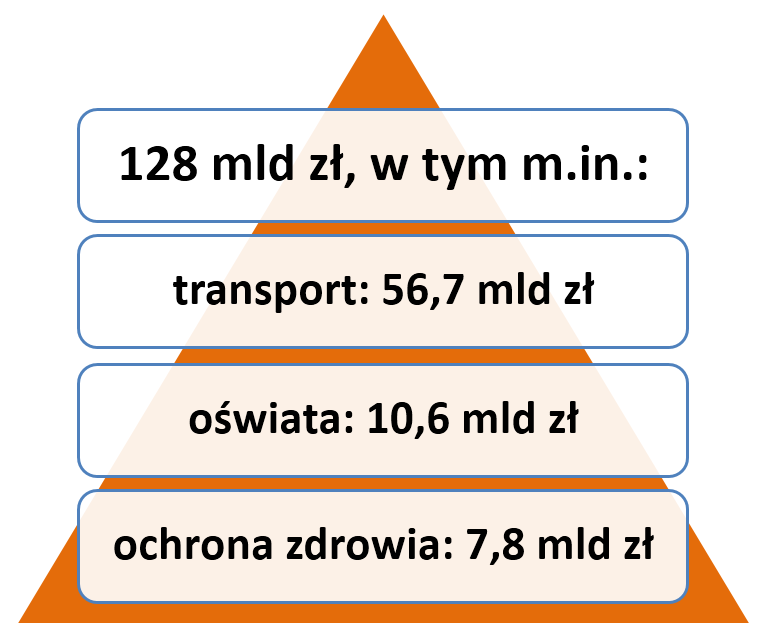 128 mld zł, w tym m.in.:
transport: 56,7 mld zł
oświata: 10,6 mld zł
ochrona zdrowia: 7,8 mld zł